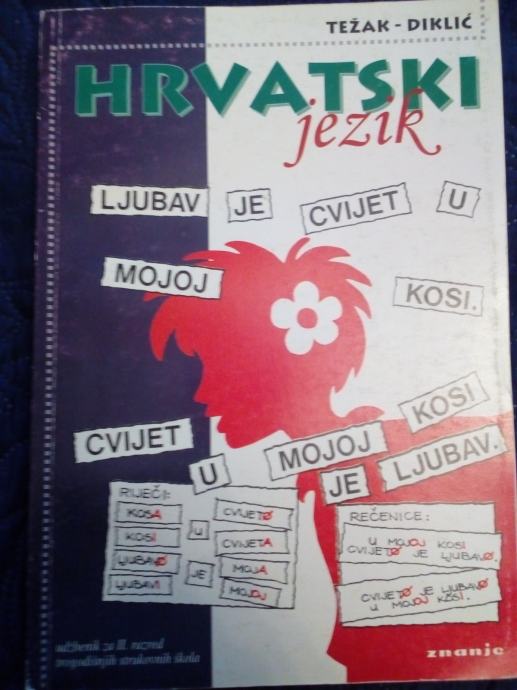 TEŽAK - DIKLIĆ
HRVATSKI
jezik
LJUBAV JE CVIJET U
MOJOJ KOSI.
CVIJET U MOJOJ KOSI
JE LJUBAV.
RIJEČI:
KOSA
KOSI
LJUBAVØ
LJUBAVI
U
JE
CVIJETØ
CVIJETA
MOJA
MOJOJ
REČENICE:
U MOJOJ KOSI
CVIJETØ JE LJUBAVØ.
CVIJETØ JE LJUBAVØ
U MOJOJ KOSI.
udžbenik za III. razred
trogodišnjih strukovnih škola
znanje